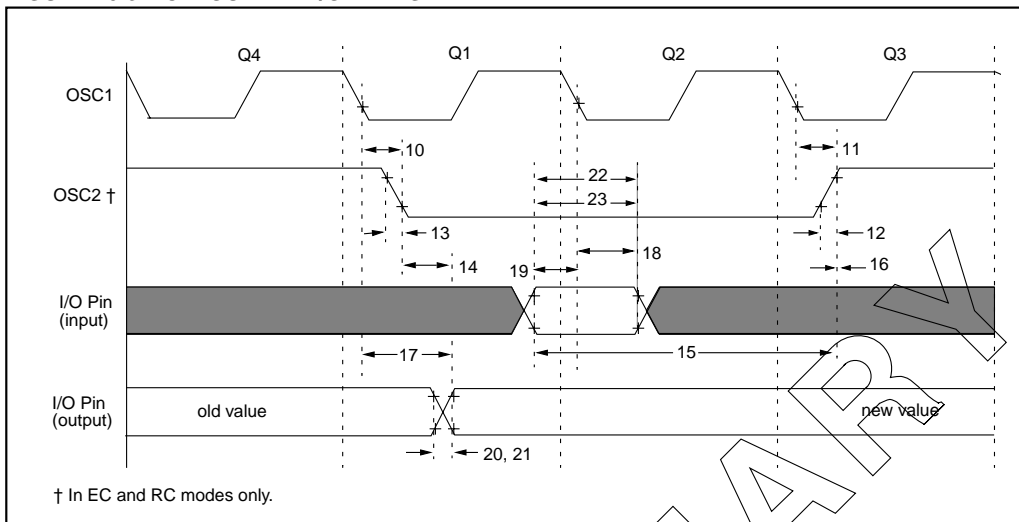 Q4 Q1 Q2 Q3
OSC1
10 11
22
OSC2 †
23
13 12
18
14 19 16
I/O Pin
(input)
17 15
I/O Pin
(output)
old value new value
20, 21
† In EC and RC modes only.
ARY